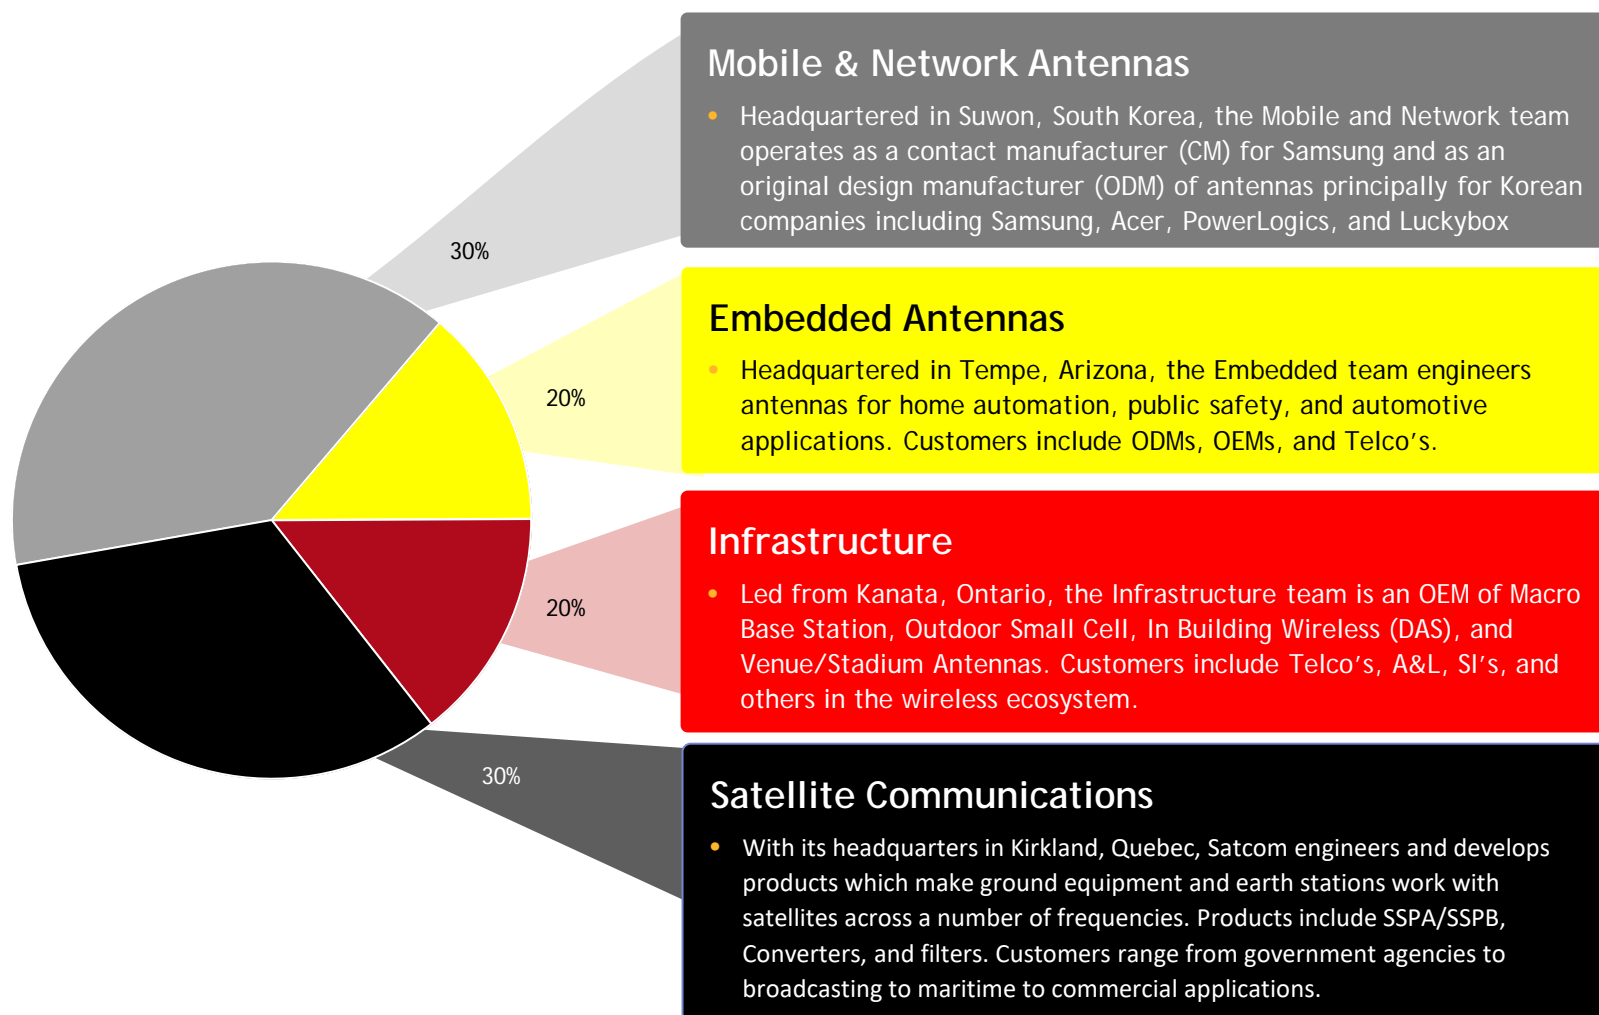 Mobile & Network Antennas
• Headquartered in Suwon, South Korea, the Mobile and Network team
operates as a contact manufacturer (CM) for Samsung and as an
original design manufacturer (ODM) of antennas principally for Korean
companies including Samsung, Acer, PowerLogics, and Luckybox
30%
Embedded Antennas
• Headquartered in Tempe, Arizona, the Embedded team engineers
antennas for home automation, public safety, and automotive
applications. Customers include ODMs, OEMs, and Telco’s.
20%
Infrastructure
• Led from Kanata, Ontario, the Infrastructure team is an OEM of Macro
Base Station, Outdoor Small Cell, In Building Wireless (DAS), and
Venue/Stadium Antennas. Customers include Telco’s, A&L, SI’s, and
others in the wireless ecosystem.
20%
Satellite Communications
• With its headquarters in Kirkland, Quebec, Satcom engineers and develops
products which make ground equipment and earth stations work with
satellites across a number of frequencies. Products include SSPA/SSPB,
Converters, and filters. Customers range from government agencies to
broadcasting to maritime to commercial applications.
30%